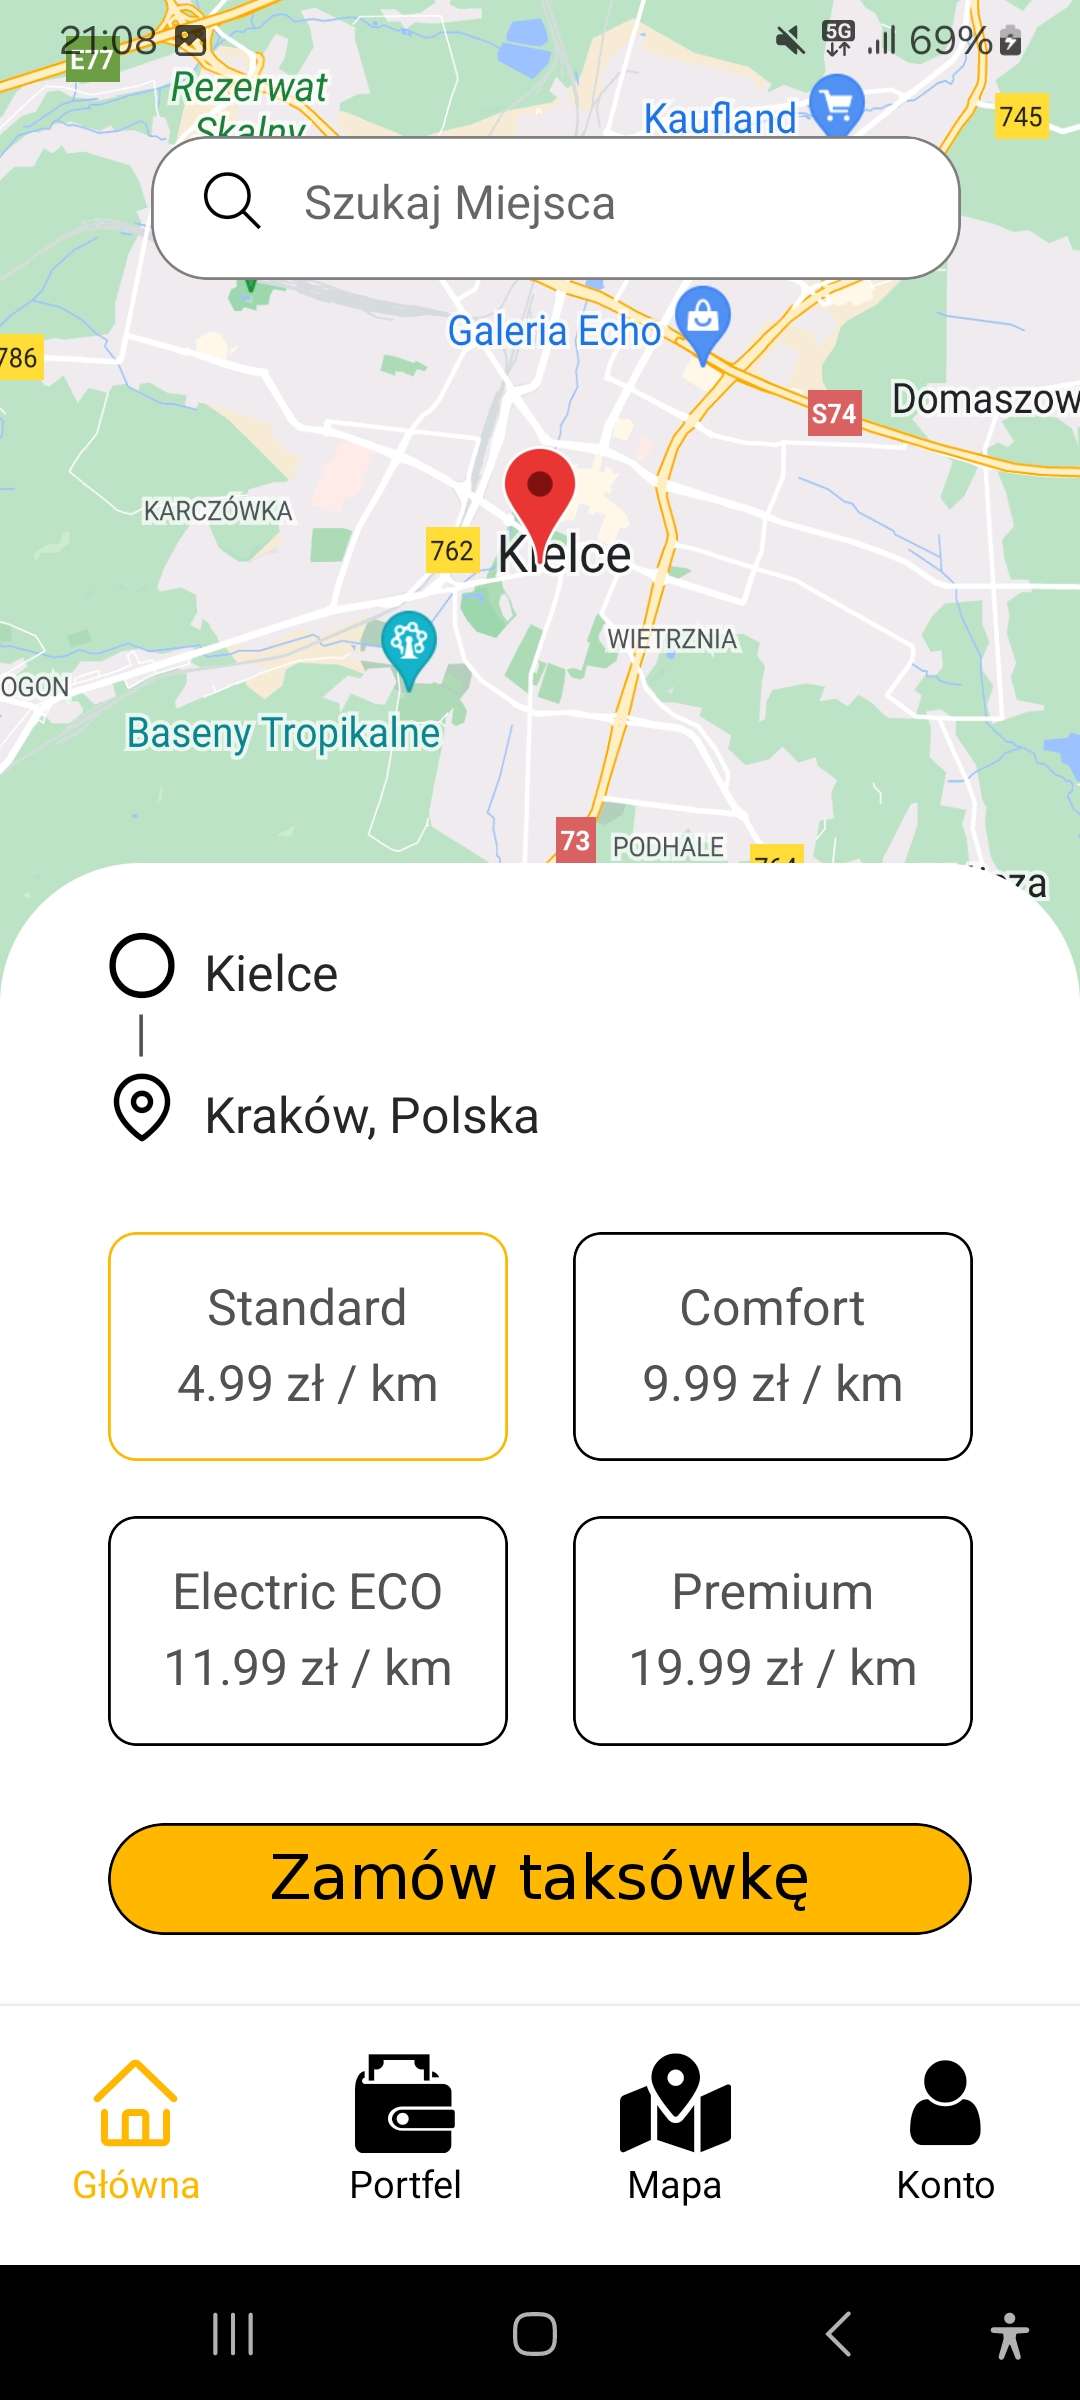 21:08
5G
69%
E77
Rezerwat
Skalny
Kaufland
745
Szukaj Miejsca
Galeria Echo
786
S74
Domaszow
KARCZÓWKA
762
Kielce
WIETRZNIA
OGON
Baseny Tropikalne
73
PODHALE
764
Kielce
Kraków, Polska
Standard
4.99 zł / km
Comfort
9.99 zł / km
Electric ECO
11.99 zł / km
Premium
19.99 zł / km
Zamów taksówkę
Główna
Portfel
Mapa
Konto